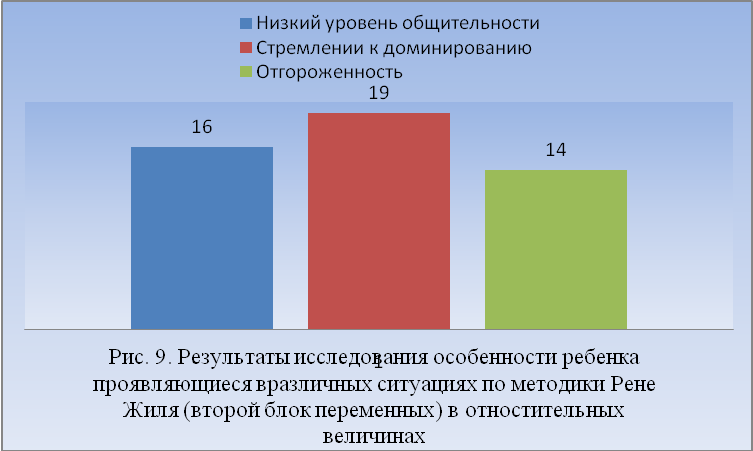 Низкий уровень общительности
Стремлении к доминированию
Отгороженность
19
16
14
1
Рис. 9. Результаты исследования особенности ребенка
проявляющиеся вразличных ситуациях по методики Рене
Жиля (второй блок переменных) в отностительных
величинах